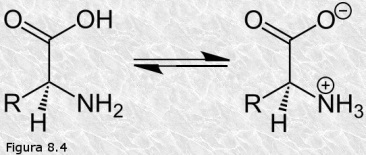 O OH O O⊖
R NH2 R ⊕ NH3
H H
Figura 8.4